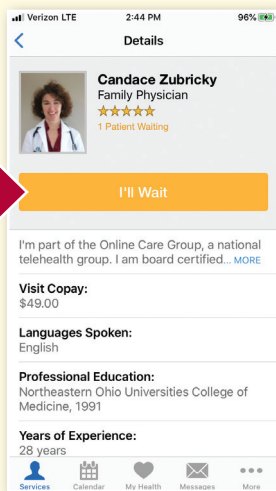 Verizon LTE 2:44 PM 96%
Details
Candace Zubricky
Family Physician
1 Patient Waiting
I'll Wait
I'm part of the Online Care Group, a national
telehealth group. I am board certified... MORE
Visit Copay:
$49.00
Languages Spoken:
English
Professional Education:
Northeastern Ohio Universities College of
Medicine, 1991
Years of Experience:
28 years
Services Calendar My Health Messages More